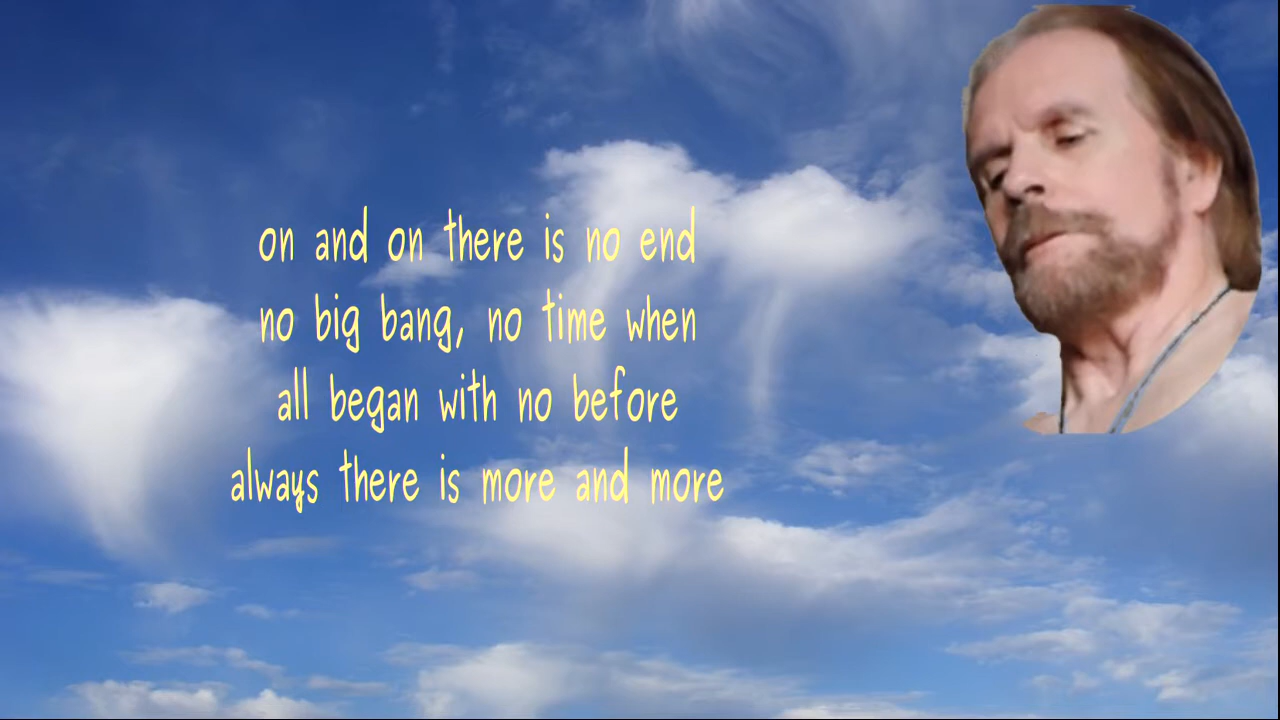 on and on there is no end
no big bang, no time when
all began with no before
always there is more and more